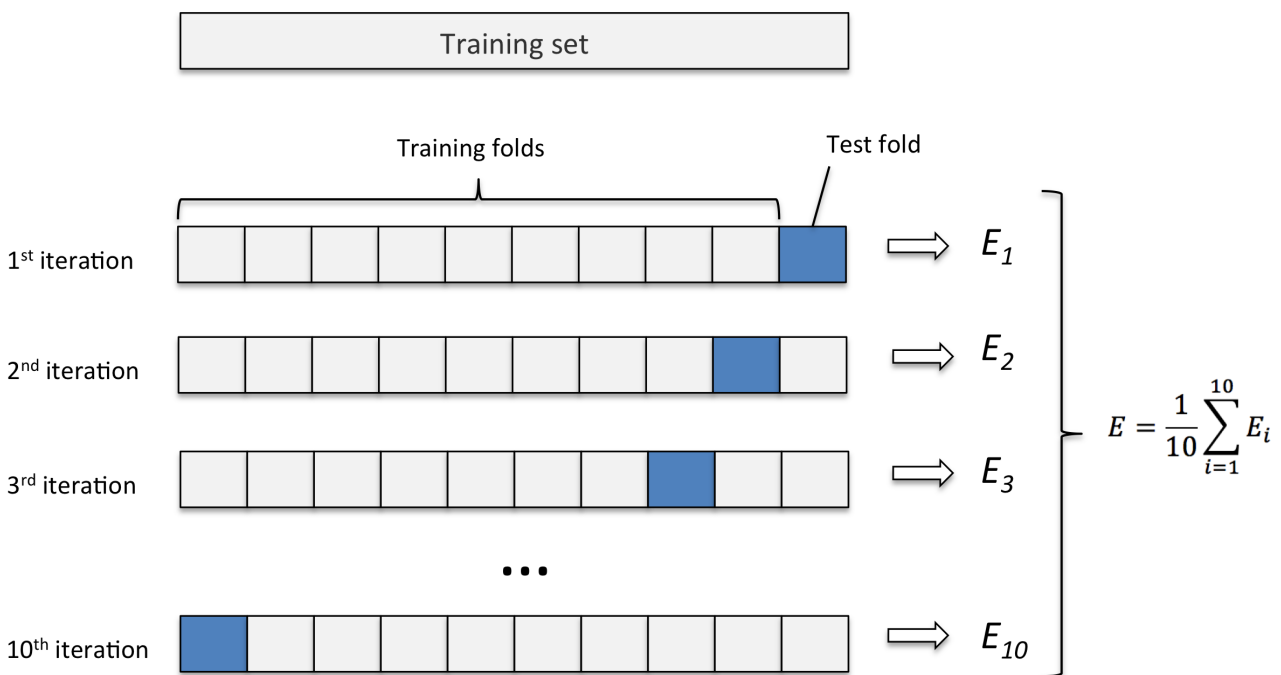 Training set
Training folds
Test fold
1st iteration
E1
2nd iteration
E2
E = 1/10 ∑ i=1 10 Ei
3rd iteration
E3
...
10th iteration
E10